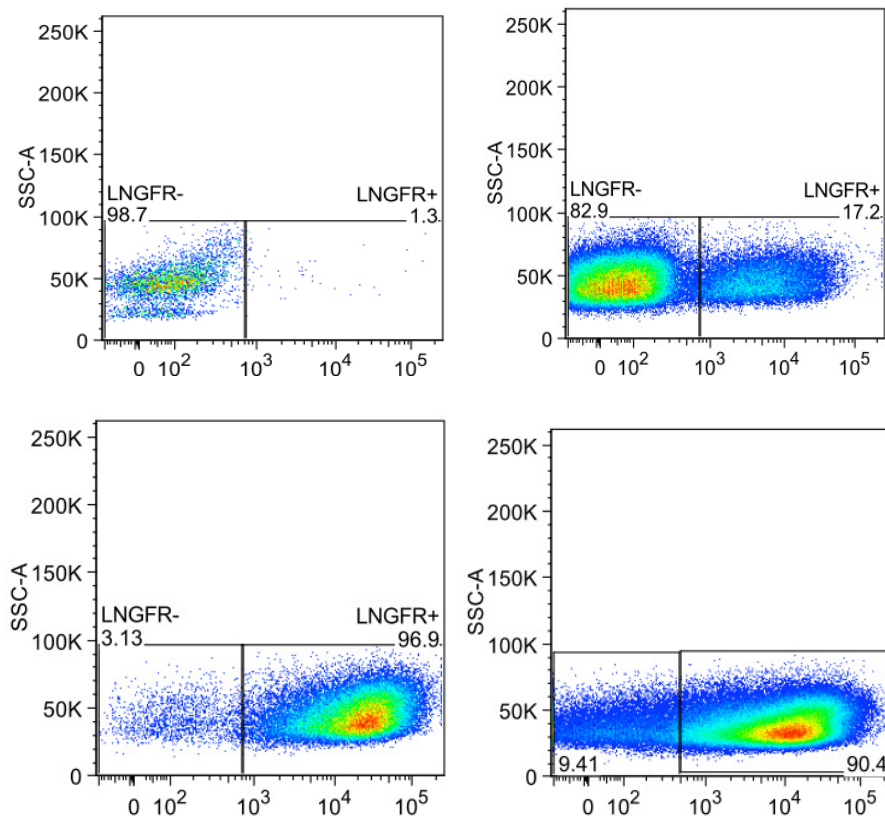 250K
200K
150K
100K
50K
0
SSC-A
LNGFR-
98.7
LNGFR+
1.3
0 10² 10³ 10⁴ 10⁵
250K
200K
150K
100K
50K
0
SSC-A
LNGFR-
82.9
LNGFR+
17.2
0 10² 10³ 10⁴ 10⁵
250K
200K
150K
100K
50K
0
SSC-A
LNGFR-
3.13
LNGFR+
96.9
0 10² 10³ 10⁴ 10⁵
250K
200K
150K
100K
50K
0
SSC-A
9.41
90.4
0 10² 10³ 10⁴ 10⁵